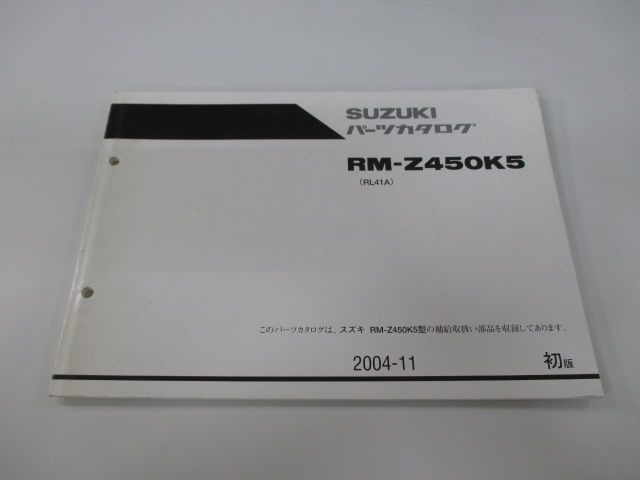 SUZUKI
パーツカタログ
RM-Z450K5
(RL41A)
このパーツカタログは、スズキ RM-Z450K5型の補給取扱い部品を収録してあります。
2004-11
初版